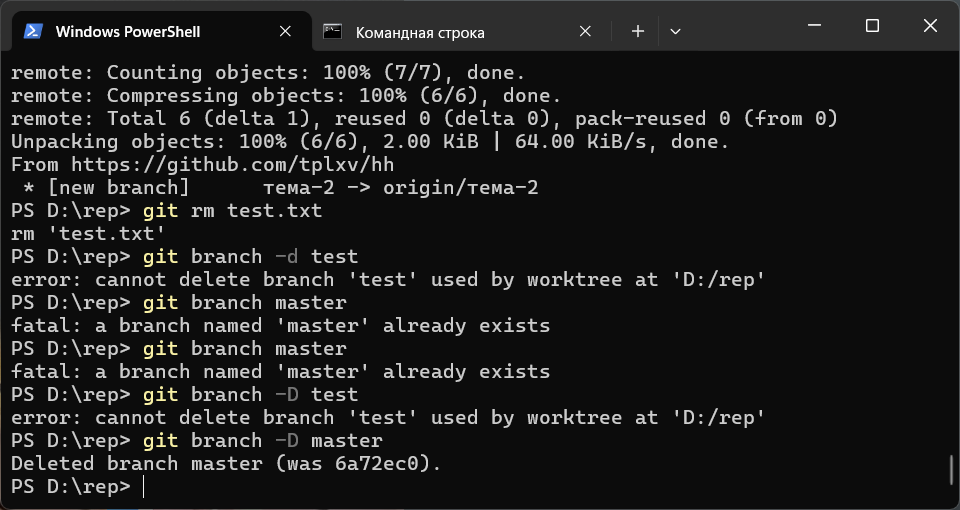 Windows PowerShell
Командная строка
remote: Counting objects: 100% (7/7), done.
remote: Compressing objects: 100% (6/6), done.
remote: Total 6 (delta 1), reused 0 (delta 0), pack-reused 0 (from 0)
Unpacking objects: 100% (6/6), 2.00 KiB | 64.00 KiB/s, done.
From https://github.com/tplxv/hh
 * [new branch]      тема-2 -> origin/тема-2
PS D:\rep> git rm test.txt
rm 'test.txt'
PS D:\rep> git branch -d test
error: cannot delete branch 'test' used by worktree at 'D:/rep'
PS D:\rep> git branch master
fatal: a branch named 'master' already exists
PS D:\rep> git branch master
fatal: a branch named 'master' already exists
PS D:\rep> git branch -D test
error: cannot delete branch 'test' used by worktree at 'D:/rep'
PS D:\rep> git branch -D master
Deleted branch master (was 6a72ec0).
PS D:\rep>